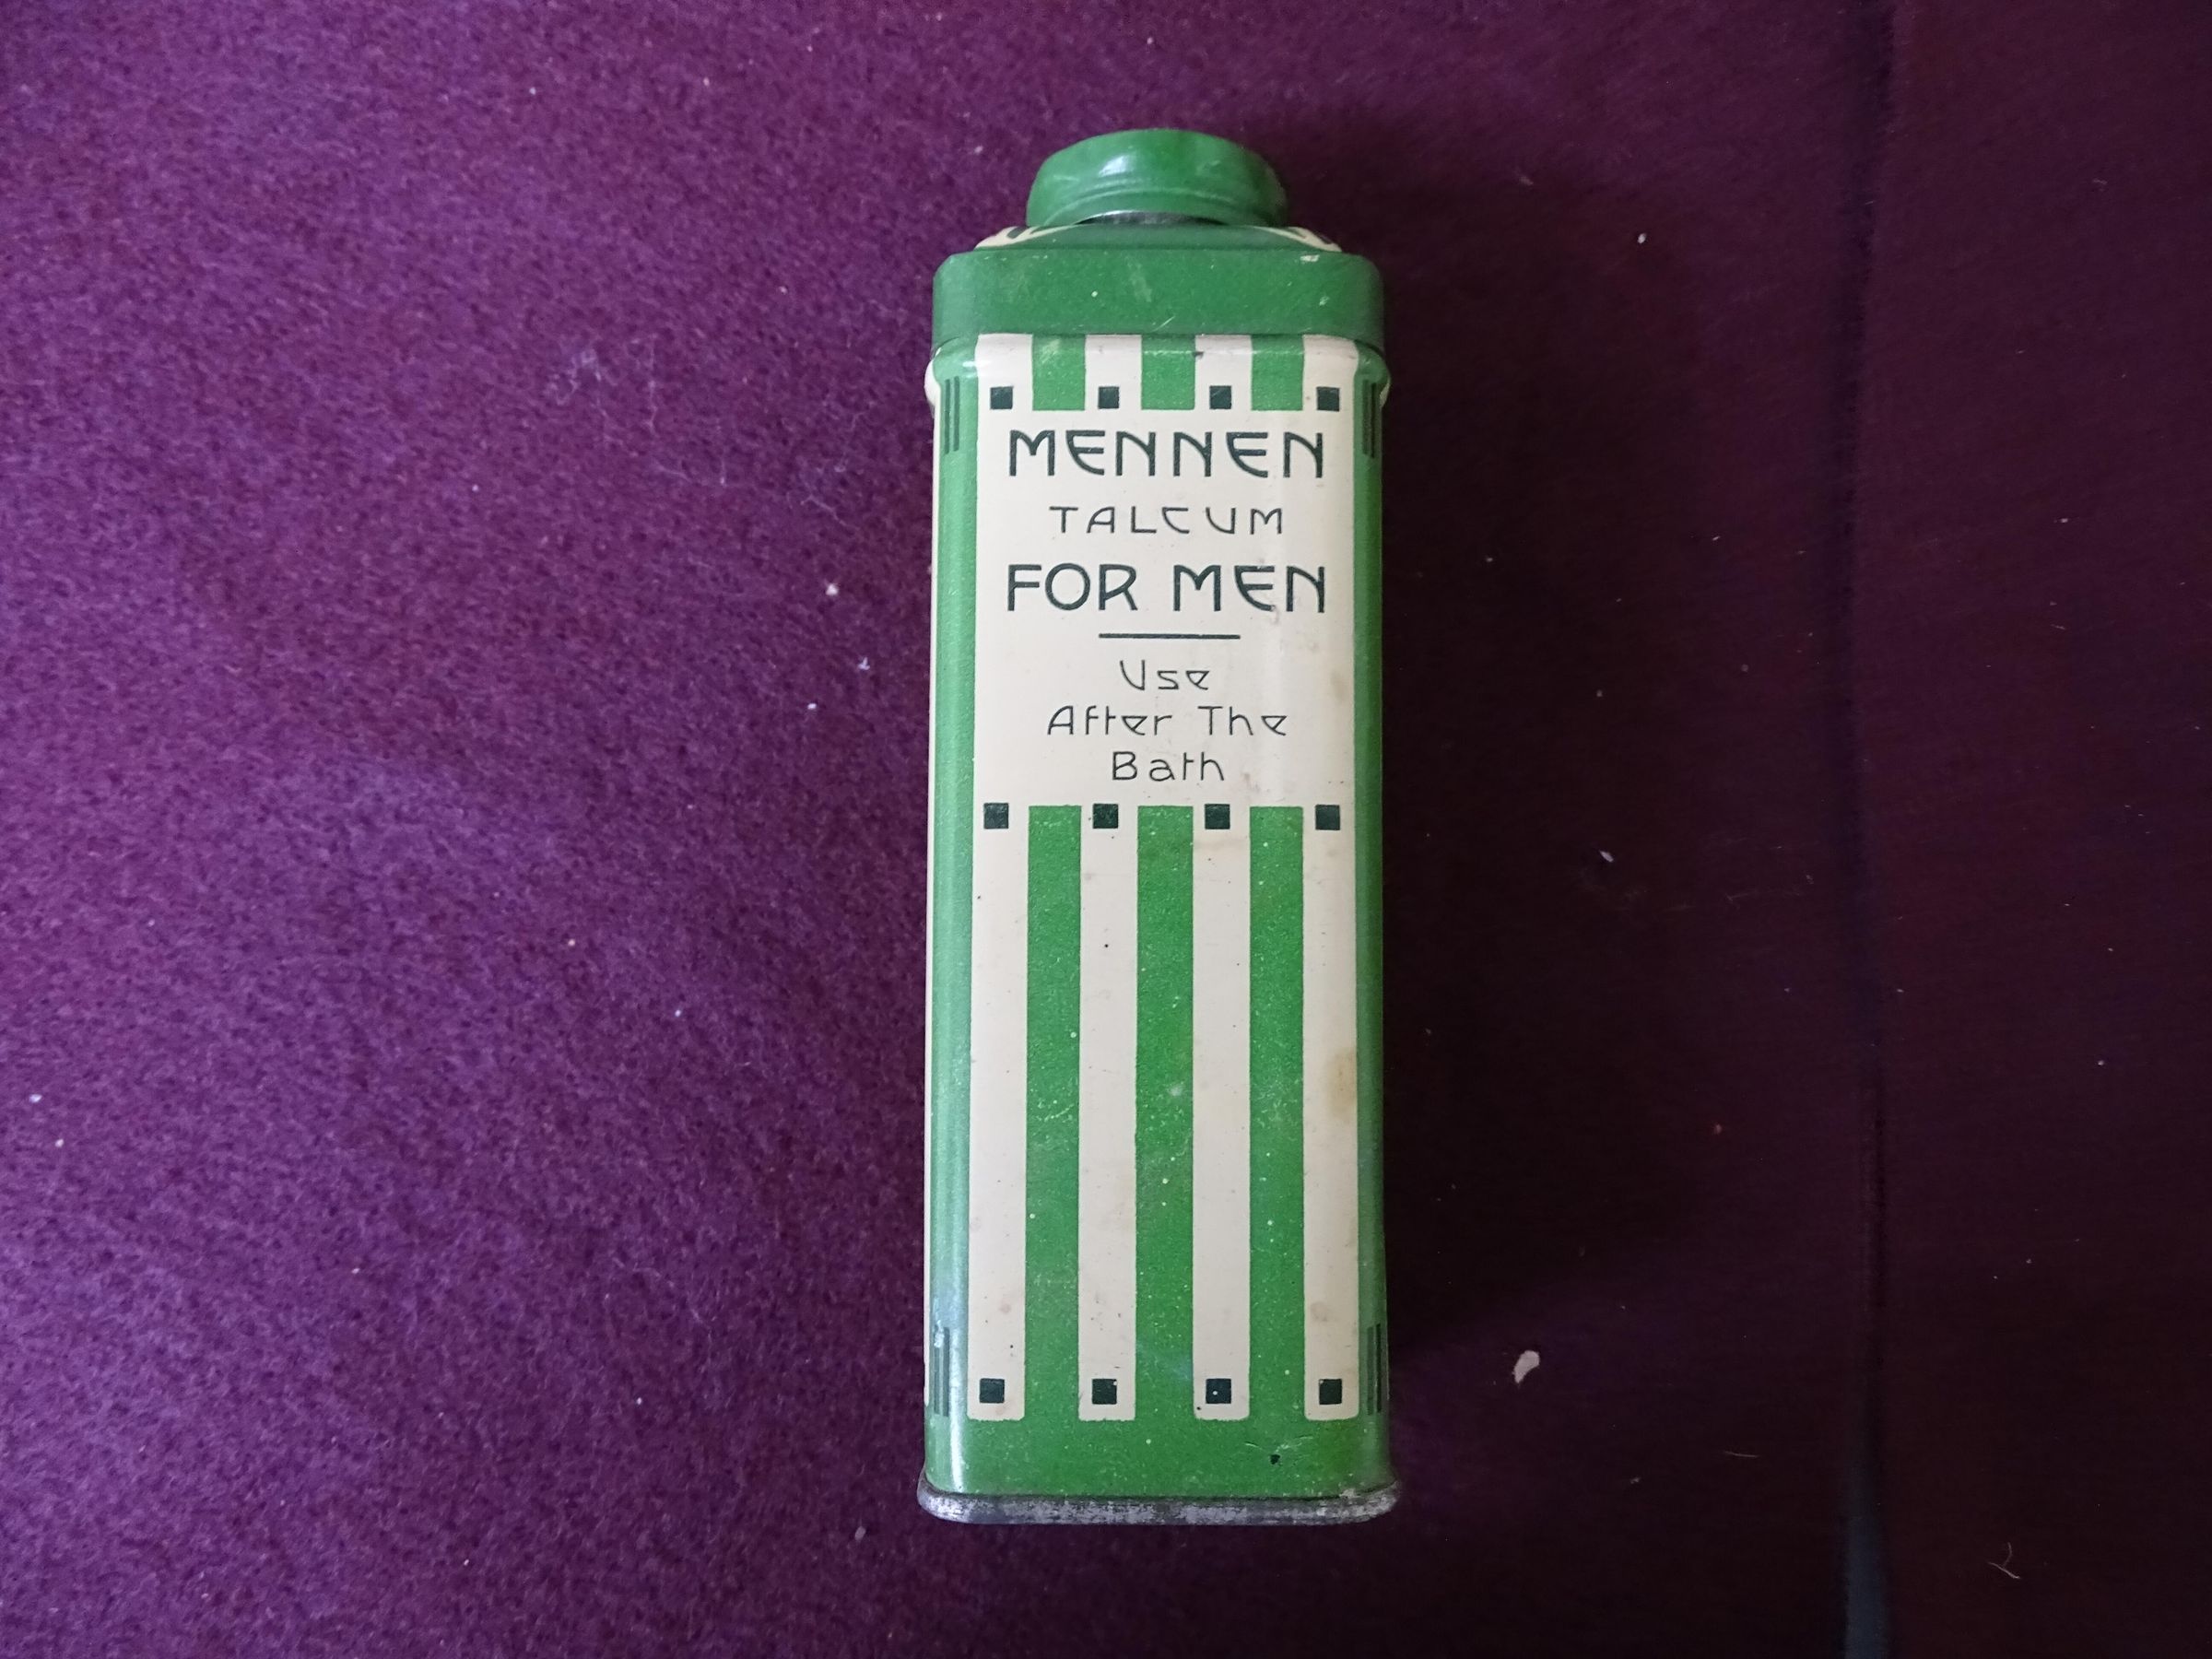 MENNEN
TALCUM
FOR MEN
Use
After The
Bath